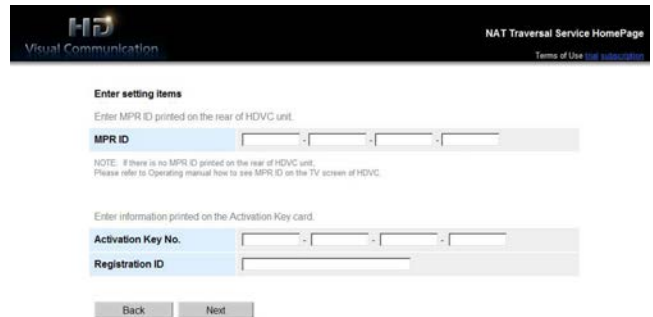 HD
Visual Communication
NAT Traversal Service HomePage
Terms of Use trial subscription
Enter setting items
Enter MPR ID printed on the rear of HDVC unit.
MPR ID - - -
NOTE: If there is no MPR ID printed on the rear of HDVC unit,
Please refer to Operating manual how to see MPR ID on the TV screen of HDVC.
Enter information printed on the Activation Key card.
Activation Key No. - - -
Registration ID
Back Next